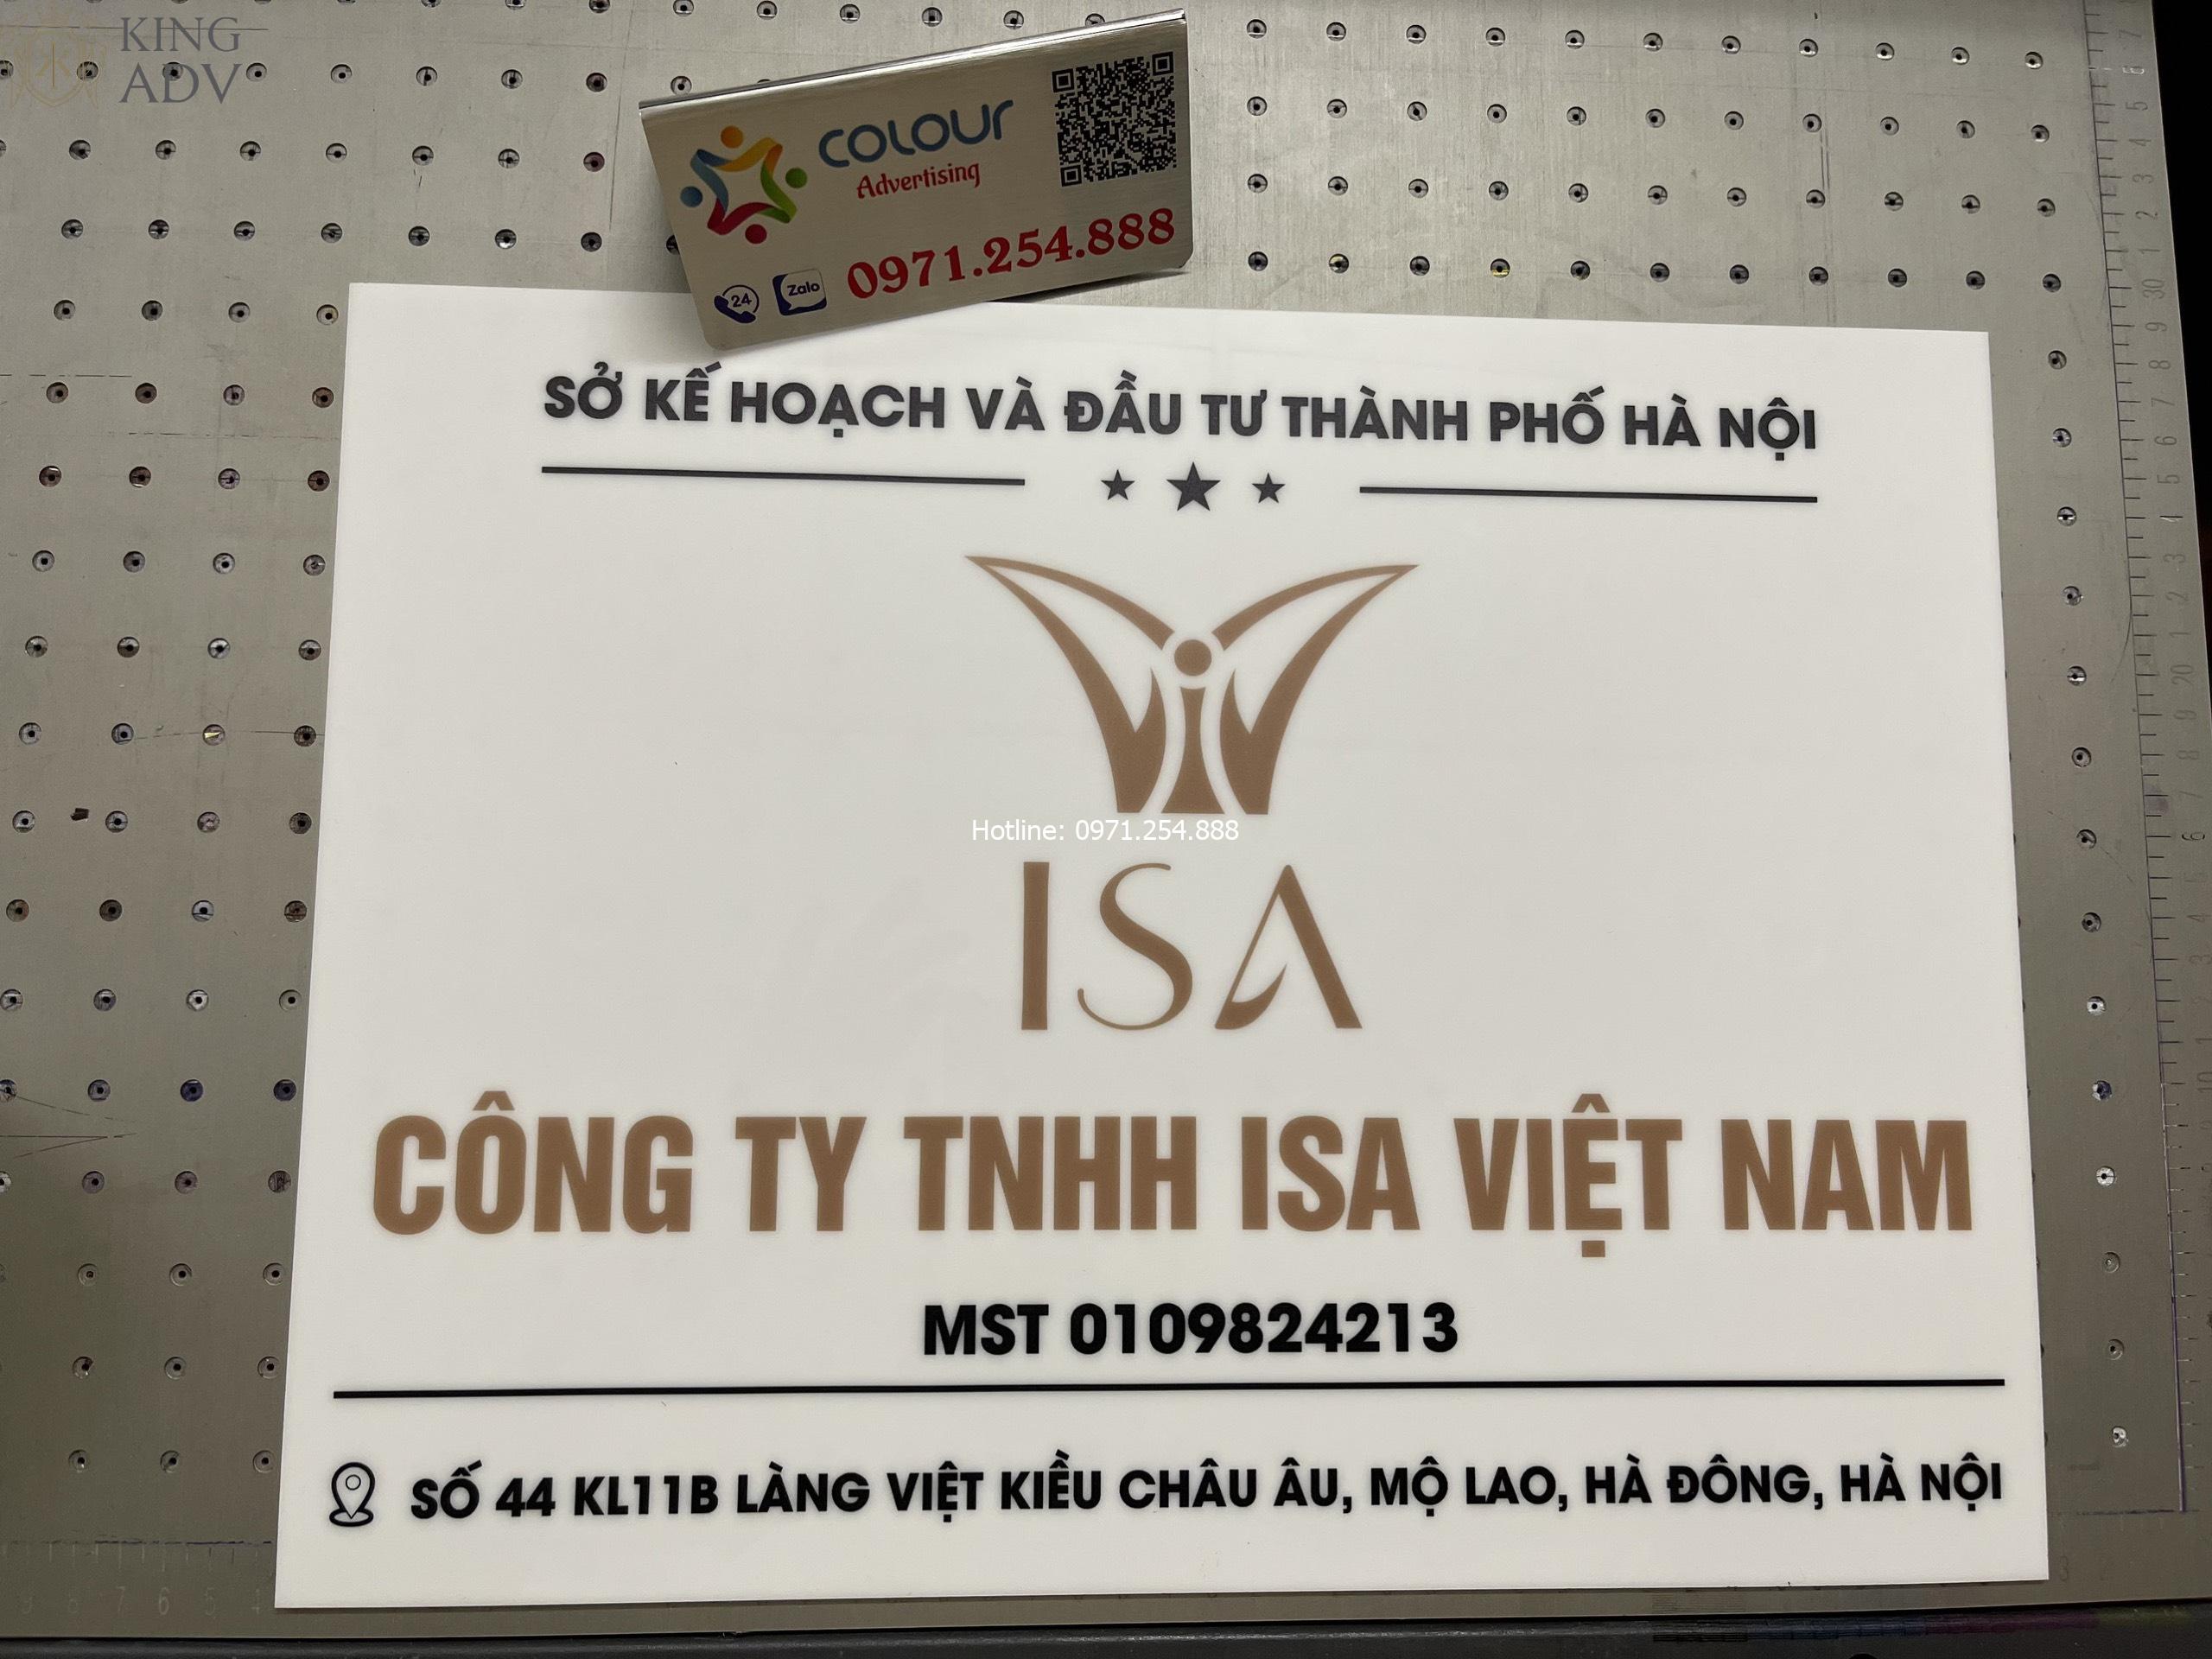 KING
ADV
COLOUR
Advertising
24
Zalo
0971.254.888
SỞ KẾ HOẠCH VÀ ĐẦU TƯ THÀNH PHỐ HÀ NỘI
Hotline: 0971.254.888
ISA
CÔNG TY TNHH ISA VIỆT NAM
MST 0109824213
SỐ 44 KL11B LÀNG VIỆT KIỀU CHÂU ÂU, MỘ LAO, HÀ ĐÔNG, HÀ NỘI